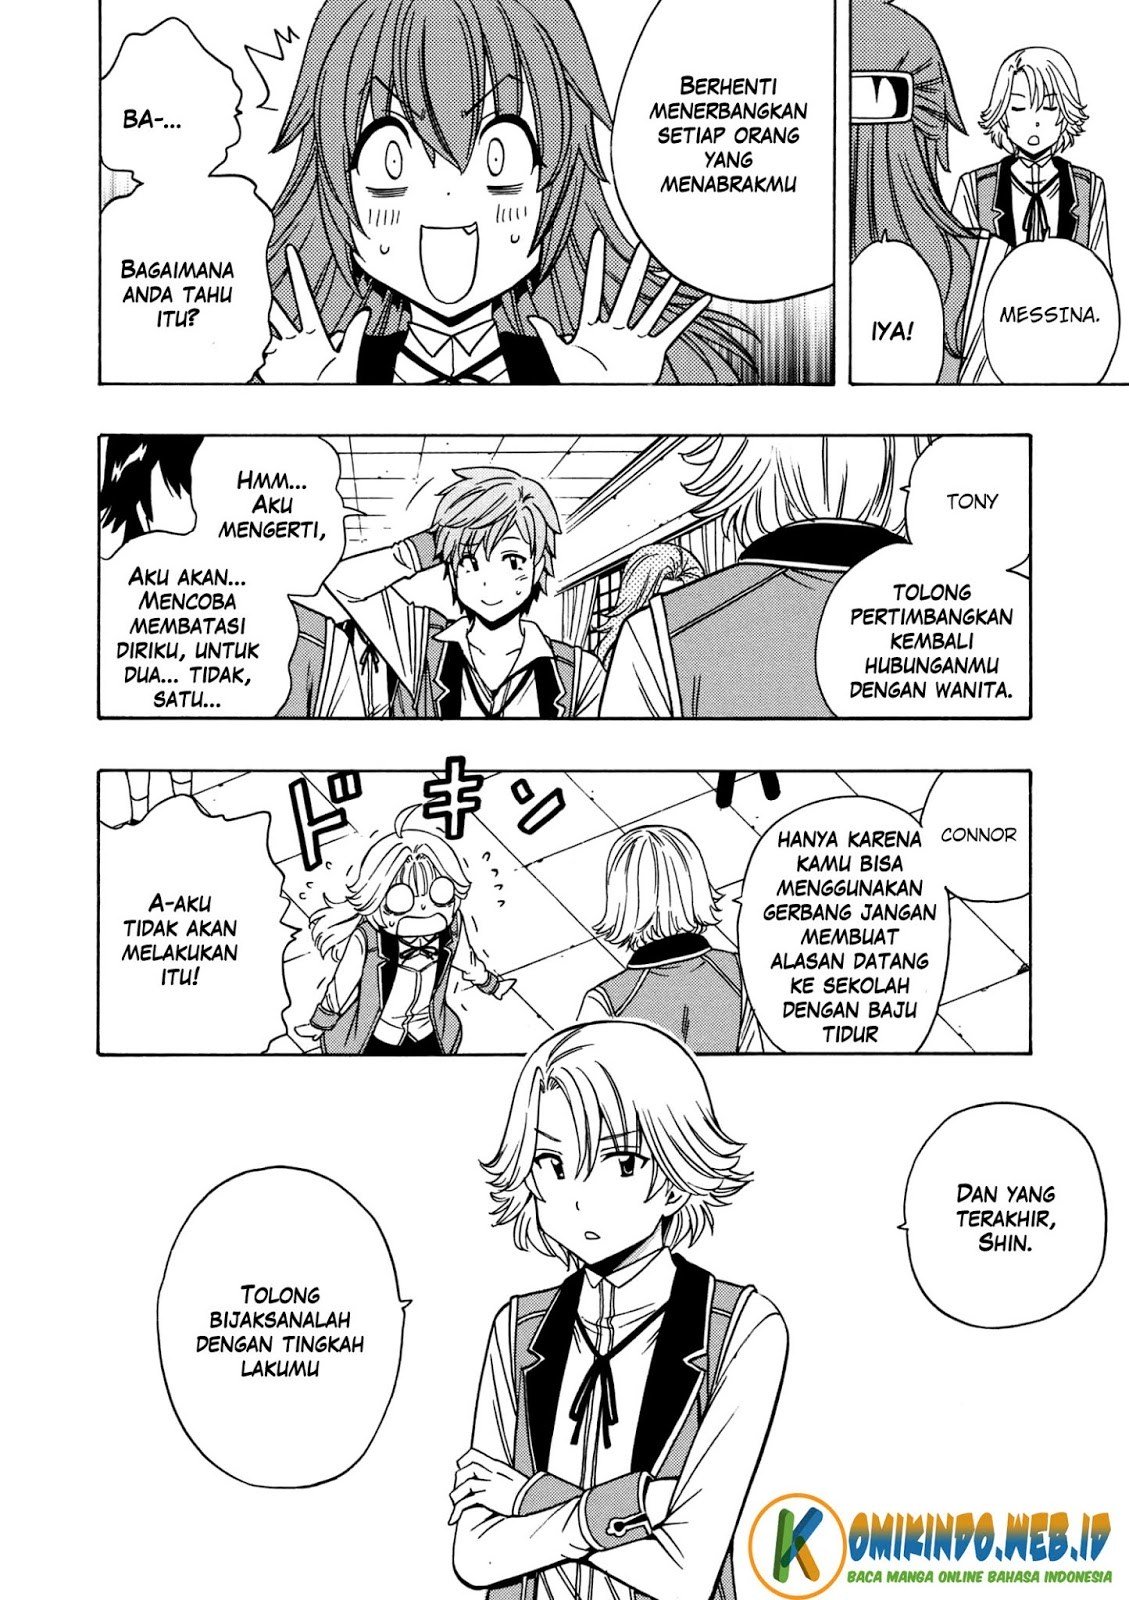 MESSINA.
IYA!
BERHENTI
MENERBANGKAN
SETIAP ORANG
YANG
MENABRAKMU
BA-...
BAGAIMANA
ANDA TAHU
ITU?
TONY
TOLONG
PERTIMBANGKAN
KEMBALI
HUBUNGANMU
DENGAN WANITA.
HMM...
AKU
MENGERTI,
AKU AKAN...
MENCOBA
MEMBATASI
DIRIKU, UNTUK
DUA... TIDAK,
SATU...
CONNOR
HANYA KARENA
KAMU BISA
MENGGUNAKAN
GERBANG JANGAN
MEMBUAT
ALASAN DATANG
KE SEKOLAH
DENGAN BAJU
TIDUR
ドキン
A-AKU
TIDAK AKAN
MELAKUKAN
ITU!
DAN YANG
TERAKHIR,
SHIN.
TOLONG
BIJAKSANALAH
DENGAN TINGKAH
LAKUMU
KOMIKINDO.WEB.ID
BACA MANGA ONLINE BAHASA INDONESIA